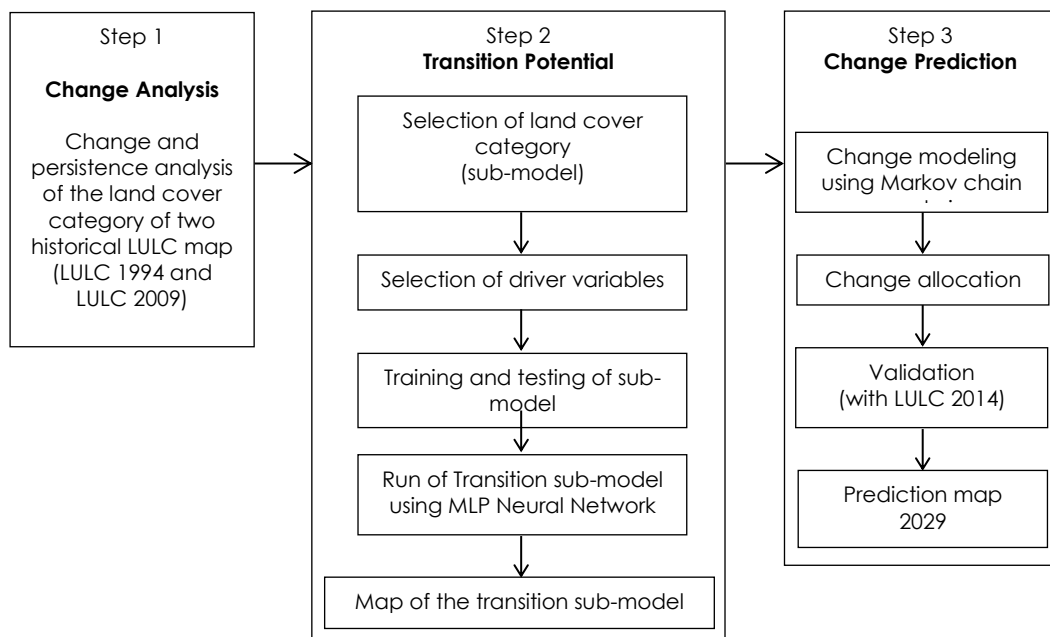 Step 1
Change Analysis
Change and
persistence analysis
of the land cover
category of two
historical LULC map
(LULC 1994 and
LULC 2009)
Step 2
Transition Potential
Selection of land cover
category
(sub-model)
Selection of driver variables
Training and testing of sub-
model
Run of Transition sub-model
using MLP Neural Network
Map of the transition sub-model
Step 3
Change Prediction
Change modeling
using Markov chain
Change allocation
Validation
(with LULC 2014)
Prediction map
2029